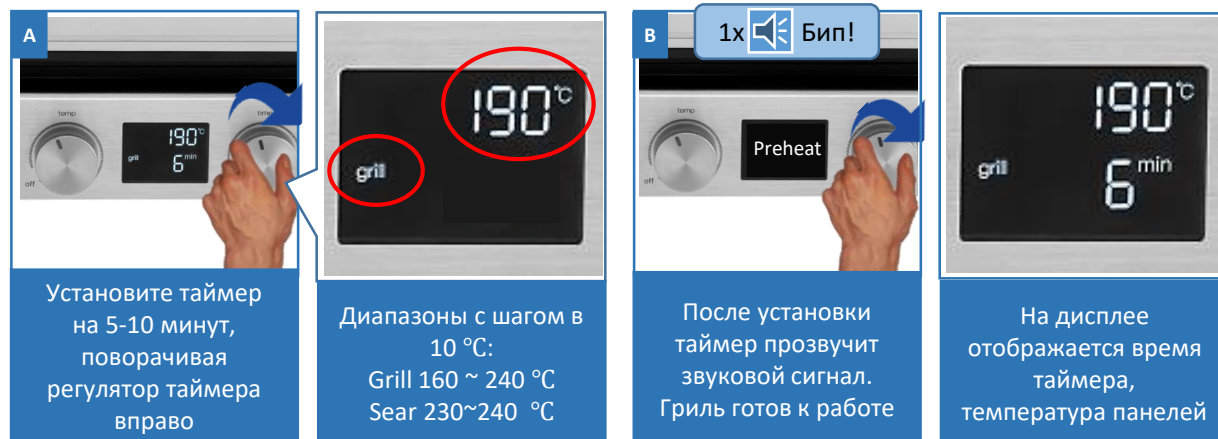 A
temp
190°C
grill
6 min
time
off
Установите таймер
на 5-10 минут,
поворачивая
регулятор таймера
вправо
190°C
grill
Диапазоны с шагом в
10 ℃:
Grill 160 ~ 240 ℃
Sear 230~240 ℃
B
1x Бип!
temp
Preheat
off
После установки
таймер прозвучит
звуковой сигнал.
Гриль готов к работе
190°C
grill
6 min
На дисплее
отображается время
таймера,
температура панелей